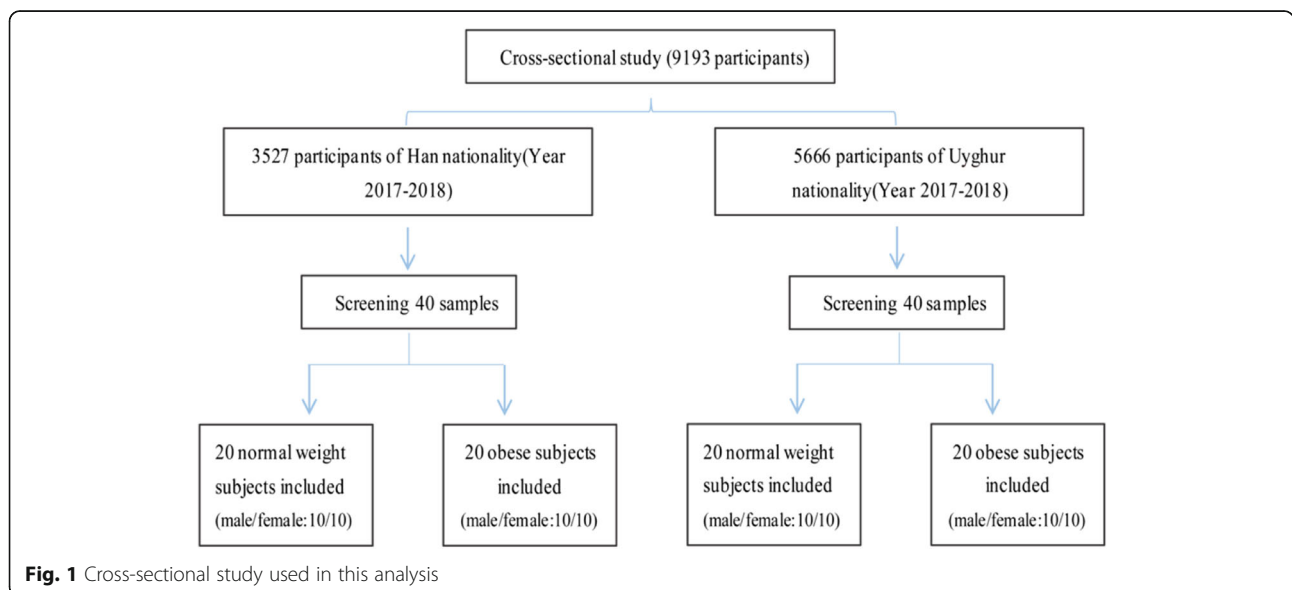 Cross-sectional study (9193 participants)
3527 participants of Han nationality(Year
2017-2018)
5666 participants of Uyghur
nationality(Year 2017-2018)
Screening 40 samples
Screening 40 samples
20 normal weight
subjects included
(male/female:10/10)
20 obese subjects
included
(male/female:10/10)
20 normal weight
subjects included
(male/female:10/10)
20 obese subjects
included
(male/female:10/10)
Fig. 1 Cross-sectional study used in this analysis